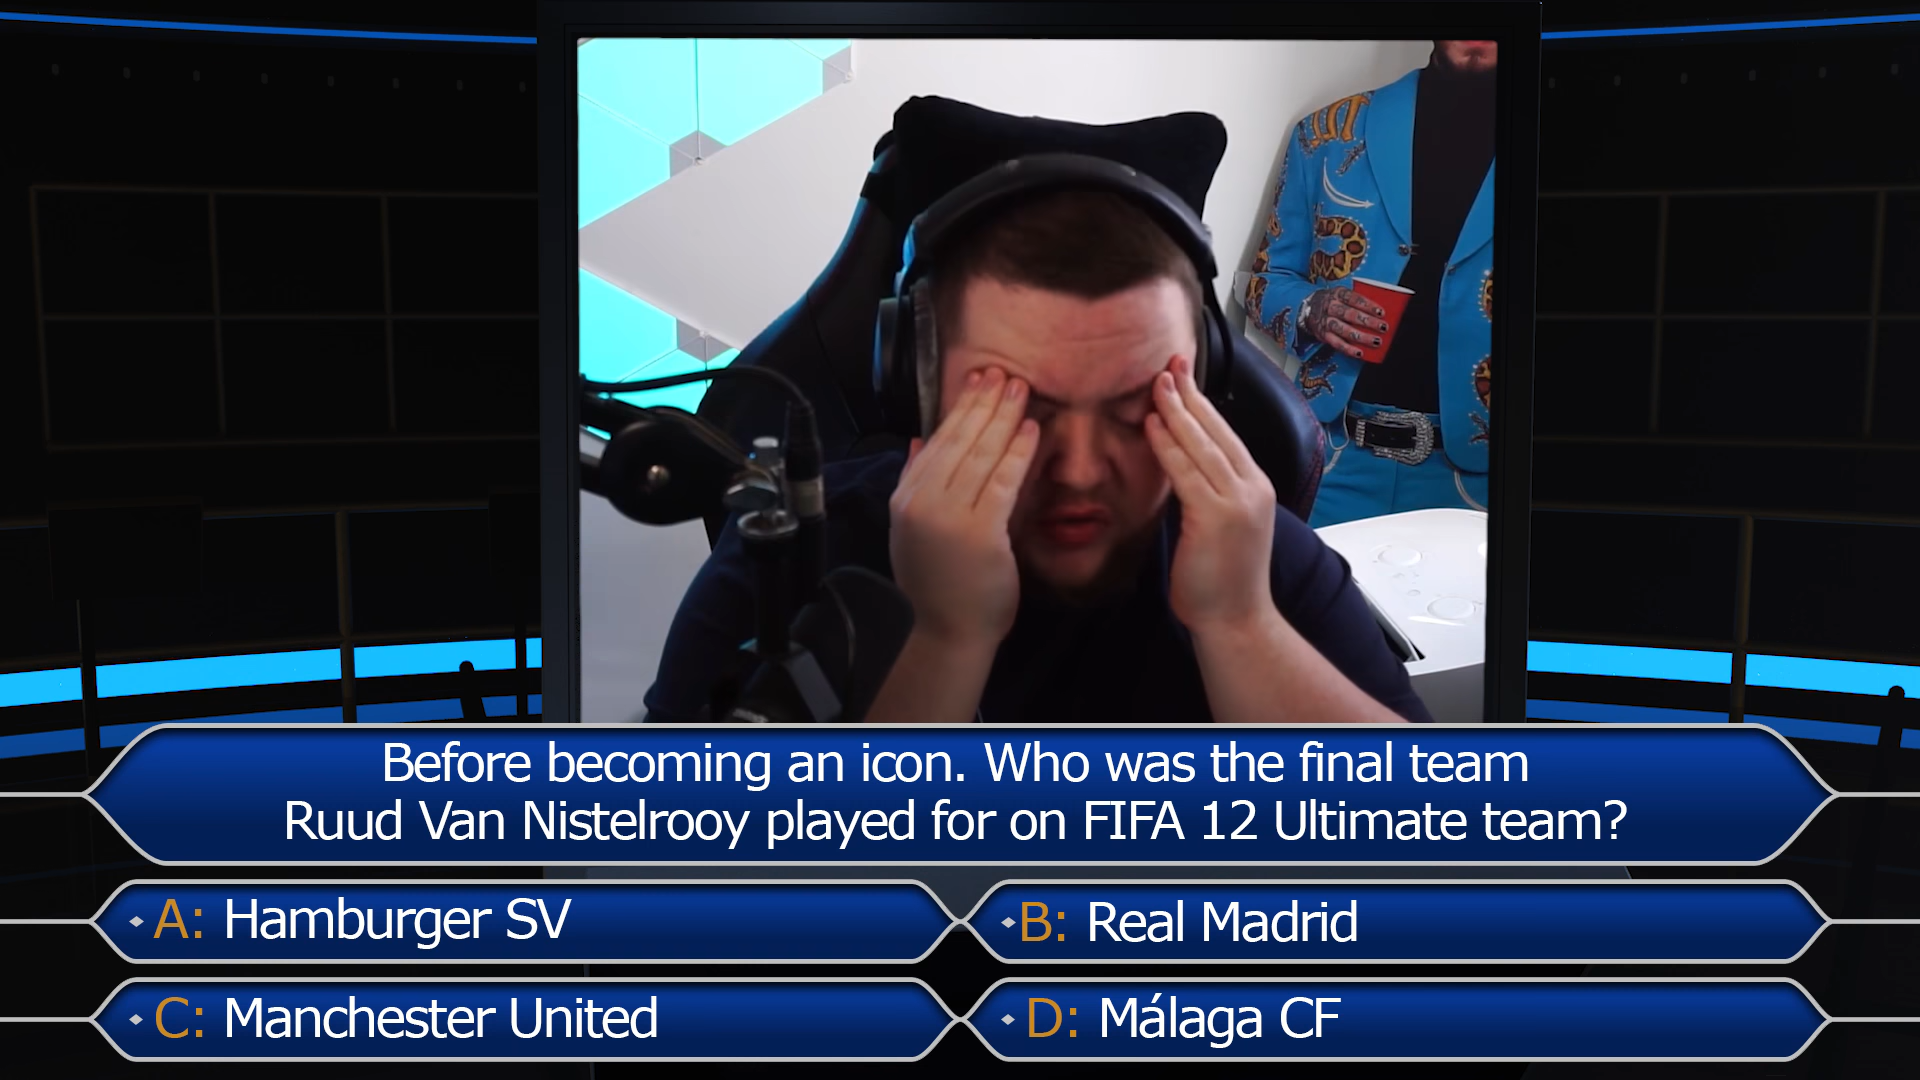 Before becoming an icon. Who was the final team
Ruud Van Nistelrooy played for on FIFA 12 Ultimate team?
A: Hamburger SV
B: Real Madrid
C: Manchester United
D: Málaga CF